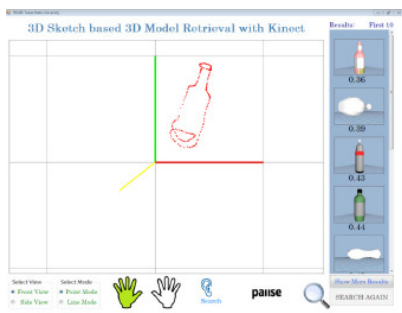 3D Sketch based 3D Model Retrieval with Kinect
Results: First 10
0.36
0.39
0.43
0.44
Select View
Front View
Side View
Select Mode
Point Mode
Line Mode
Search
pause
Show More Results
SEARCH AGAIN